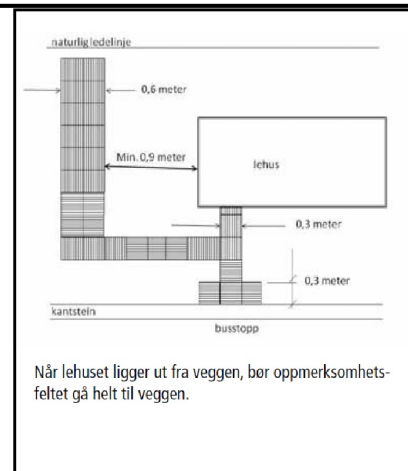 naturlig ledelinje
0,6 meter
Min. 0,9 meter
lehus
0,3 meter
0,3 meter
kantstein
busstopp
Når lehuset ligger ut fra veggen, bør oppmerksomhets-
feltet gå helt til veggen.